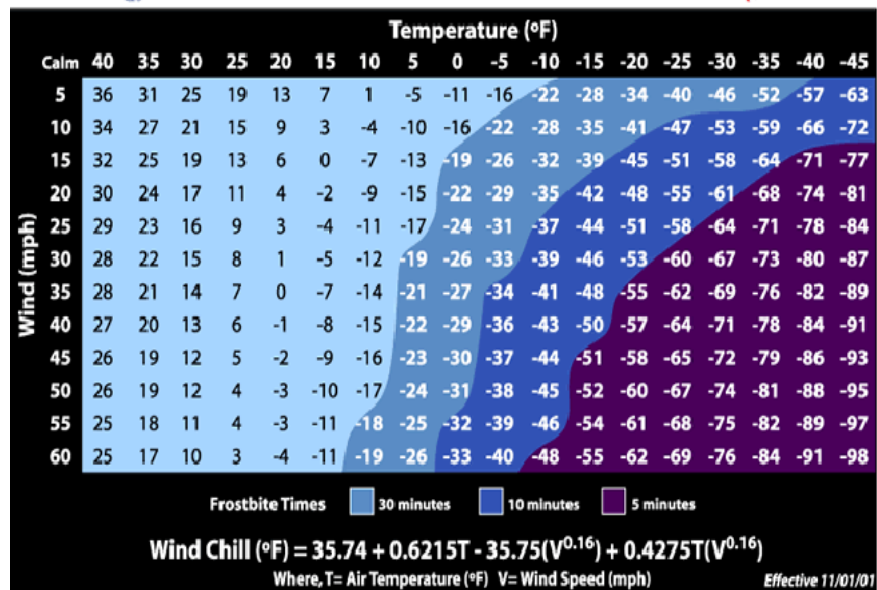 Temperature (ºF)
Calm 40 35 30 25 20 15 10 5 0 -5 -10 -15 -20 -25 -30 -35 -40 -45
5 36 31 25 19 13 7 1 -5 -11 -16 -22 -28 -34 -40 -46 -52 -57 -63
10 34 27 21 15 9 3 -4 -10 -16 -22 -28 -35 -41 -47 -53 -59 -66 -72
15 32 25 19 13 6 0 -7 -13 -19 -26 -32 -39 -45 -51 -58 -64 -71 -77
20 30 24 17 11 4 -2 -9 -15 -22 -29 -35 -42 -48 -55 -61 -68 -74 -81
25 29 23 16 9 3 -4 -11 -17 -24 -31 -37 -44 -51 -58 -64 -71 -78 -84
30 28 22 15 8 1 -5 -12 -19 -26 -33 -39 -46 -53 -60 -67 -73 -80 -87
35 28 21 14 7 0 -7 -14 -21 -27 -34 -41 -48 -55 -62 -69 -76 -82 -89
40 27 20 13 6 -1 -8 -15 -22 -29 -36 -43 -50 -57 -64 -71 -78 -84 -91
45 26 19 12 5 -2 -9 -16 -23 -30 -37 -44 -51 -58 -65 -72 -79 -86 -93
50 26 19 12 4 -3 -10 -17 -24 -31 -38 -45 -52 -60 -67 -74 -81 -88 -95
55 25 18 11 4 -3 -11 -18 -25 -32 -39 -46 -54 -61 -68 -75 -82 -89 -97
60 25 17 10 3 -4 -11 -19 -26 -33 -40 -48 -55 -62 -69 -76 -84 -91 -98
Wind (mph)
Frostbite Times 30 minutes 10 minutes 5 minutes
Wind Chill (ºF) = 35.74 + 0.6215T - 35.75(V^0.16) + 0.4275T(V^0.16)
Where, T= Air Temperature (ºF) V= Wind Speed (mph) Effective 11/01/01